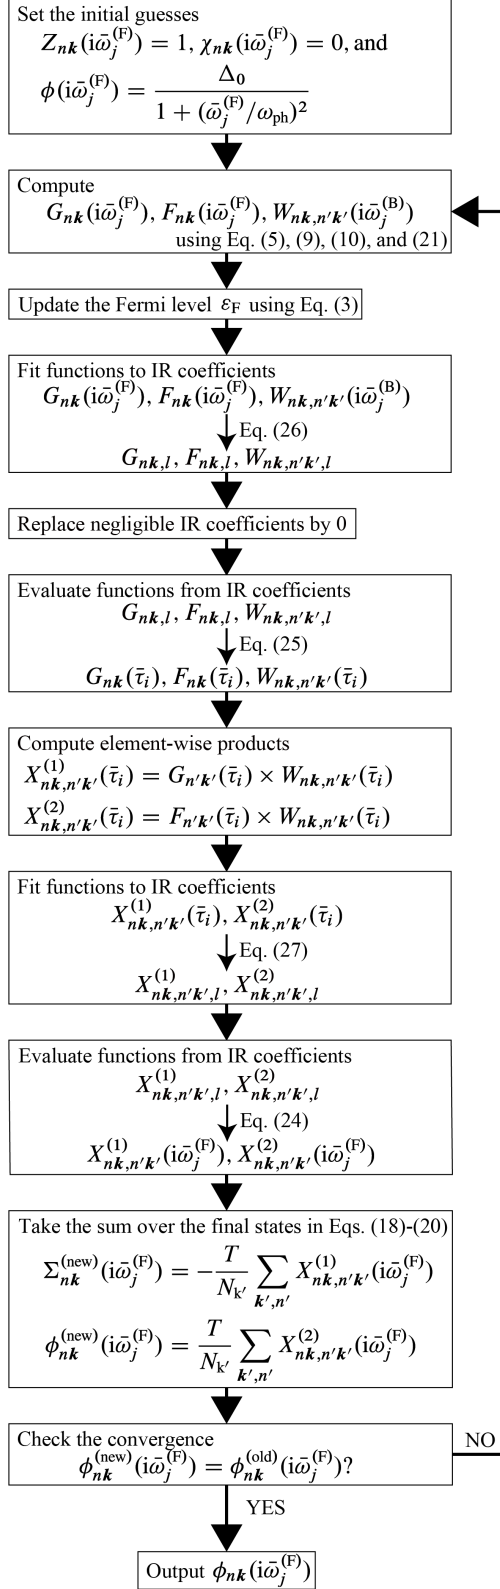 Set the initial guesses
Z_{nk}(iω̄_j^{(F)}) = 1, χ_{nk}(iω̄_j^{(F)}) = 0, and
ϕ(iω̄_j^{(F)}) = Δ_0 / (1 + (ω̄_j^{(F)}/ω_{ph})^2)
Compute
G_{nk}(iω̄_j^{(F)}), F_{nk}(iω̄_j^{(F)}), W_{nk,n'k'}(iω̄_j^{(B)})
using Eq. (5), (9), (10), and (21)
Update the Fermi level ε_F using Eq. (3)
Fit functions to IR coefficients
G_{nk}(iω̄_j^{(F)}), F_{nk}(iω̄_j^{(F)}), W_{nk,n'k'}(iω̄_j^{(B)})
Eq. (26)
G_{nk,l}, F_{nk,l}, W_{nk,n'k',l}
Replace negligible IR coefficients by 0
Evaluate functions from IR coefficients
G_{nk,l}, F_{nk,l}, W_{nk,n'k',l}
Eq. (25)
G_{nk}(τ̄_i), F_{nk}(τ̄_i), W_{nk,n'k'}(τ̄_i)
Compute element-wise products
X^{(1)}_{nk,n'k'}(τ̄_i) = G_{n'k'}(τ̄_i) × W_{nk,n'k'}(τ̄_i)
X^{(2)}_{nk,n'k'}(τ̄_i) = F_{n'k'}(τ̄_i) × W_{nk,n'k'}(τ̄_i)
Fit functions to IR coefficients
X^{(1)}_{nk,n'k'}(τ̄_i), X^{(2)}_{nk,n'k'}(τ̄_i)
Eq. (27)
X^{(1)}_{nk,n'k',l}, X^{(2)}_{nk,n'k',l}
Evaluate functions from IR coefficients
X^{(1)}_{nk,n'k',l}, X^{(2)}_{nk,n'k',l}
Eq. (24)
X^{(1)}_{nk,n'k'}(iω̄_j^{(F)}), X^{(2)}_{nk,n'k'}(iω̄_j^{(F)})
Take the sum over the final states in Eqs. (18)-(20)
Σ^{(new)}_{nk}(iω̄_j^{(F)}) = −T/N_{k'} ∑_{k',n'} X^{(1)}_{nk,n'k'}(iω̄_j^{(F)})
ϕ^{(new)}_{nk}(iω̄_j^{(F)}) = T/N_{k'} ∑_{k',n'} X^{(2)}_{nk,n'k'}(iω̄_j^{(F)})
Check the convergence
ϕ^{(new)}_{nk}(iω̄_j^{(F)}) = ϕ^{(old)}_{nk}(iω̄_j^{(F)})?
NO
YES
Output ϕ_{nk}(iω̄_j^{(F)})